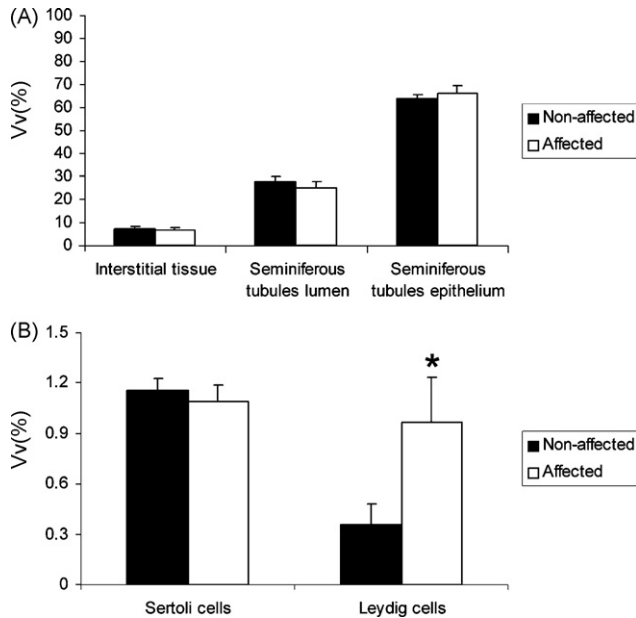 (A)
Vv(%)
100
90
80
70
60
50
40
30
20
10
0
Interstitial tissue
Seminiferous
tubules lumen
Seminiferous
tubules epithelium
Non-affected
Affected
(B)
Vv(%)
1.5
1.2
0.9
0.6
0.3
0
*
Sertoli cells
Leydig cells
Non-affected
Affected